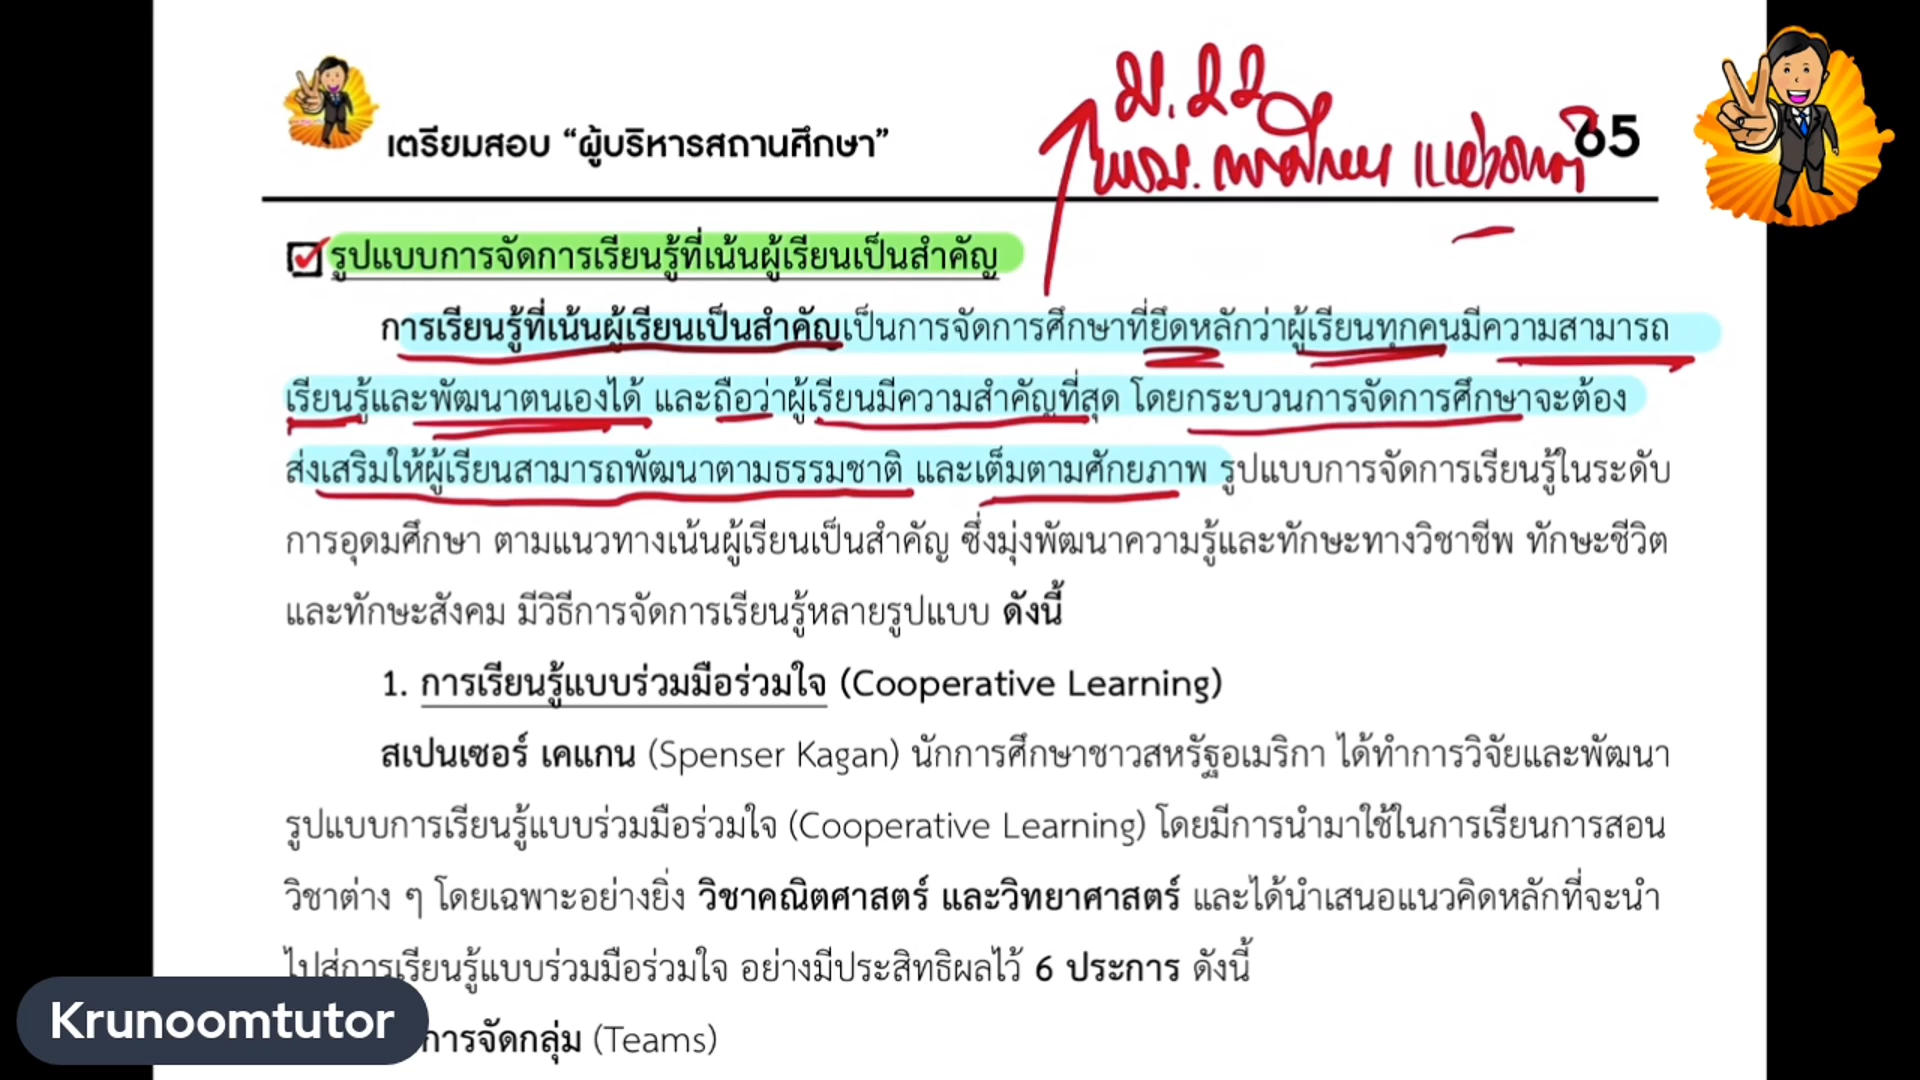 ม.22
พรบ.การศึกษา แห่งชาติ
เตรียมสอบ “ผู้บริหารสถานศึกษา”
65
รูปแบบการจัดการเรียนรู้ที่เน้นผู้เรียนเป็นสำคัญ
การเรียนรู้ที่เน้นผู้เรียนเป็นสำคัญเป็นการจัดการศึกษาที่ยึดหลักว่าผู้เรียนทุกคนมีความสามารถ
เรียนรู้และพัฒนาตนเองได้ และถือว่าผู้เรียนมีความสำคัญที่สุด โดยกระบวนการจัดการศึกษาจะต้อง
ส่งเสริมให้ผู้เรียนสามารถพัฒนาตามธรรมชาติ และเต็มตามศักยภาพ รูปแบบการจัดการเรียนรู้ในระดับ
การอุดมศึกษา ตามแนวทางเน้นผู้เรียนเป็นสำคัญ ซึ่งมุ่งพัฒนาความรู้และทักษะทางวิชาชีพ ทักษะชีวิต
และทักษะสังคม มีวิธีการจัดการเรียนรู้หลายรูปแบบ ดังนี้
1. การเรียนรู้แบบร่วมมือร่วมใจ (Cooperative Learning)
สเปนเซอร์ เคแกน (Spenser Kagan) นักการศึกษาชาวสหรัฐอเมริกา ได้ทำการวิจัยและพัฒนา
รูปแบบการเรียนรู้แบบร่วมมือร่วมใจ (Cooperative Learning) โดยมีการนำมาใช้ในการเรียนการสอน
วิชาต่าง ๆ โดยเฉพาะอย่างยิ่ง วิชาคณิตศาสตร์ และวิทยาศาสตร์ และได้นำเสนอแนวคิดหลักที่จะนำ
ไปสู่การเรียนรู้แบบร่วมมือร่วมใจ อย่างมีประสิทธิผลไว้ 6 ประการ ดังนี้
การจัดกลุ่ม (Teams)
Krunoomtutor